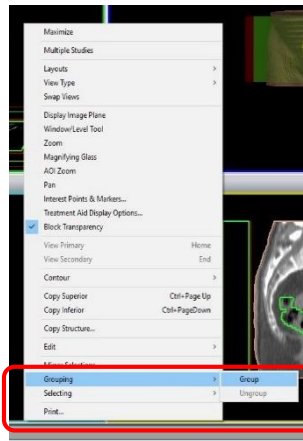 Maximize
Multiple Studies
Layouts
View Type
Swap Views
Display Image Plane
Window/Level Tool
Zoom
Magnifying Glass
AOI Zoom
Pan
Interest Points & Markers...
Treatment Aid Display Options...
Block Transparency
View Primary Home
View Secondary End
Contour
Copy Superior Ctrl+Page Up
Copy Inferior Ctrl+PageDown
Copy Structure...
Edit
Mirror Selections
Grouping Group
Selecting Ungroup
Print...